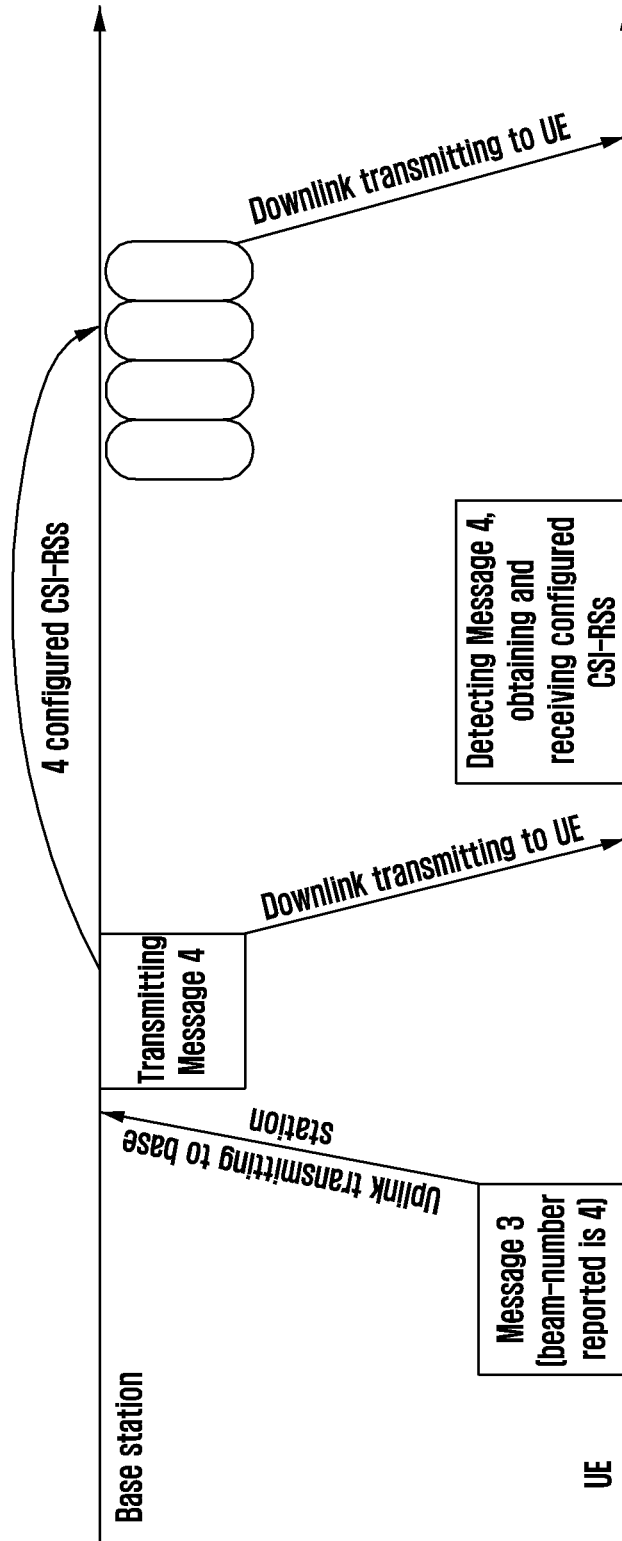 4 configured CSI-RSs
Base station
Uplink transmitting to base
station
Transmitting
Message 4
Downlink transmitting to UE
Downlink transmitting to UE
Message 3
(beam-number
reported is 4)
Detecting Message 4,
obtaining and
receiving configured
CSI-RSs
UE